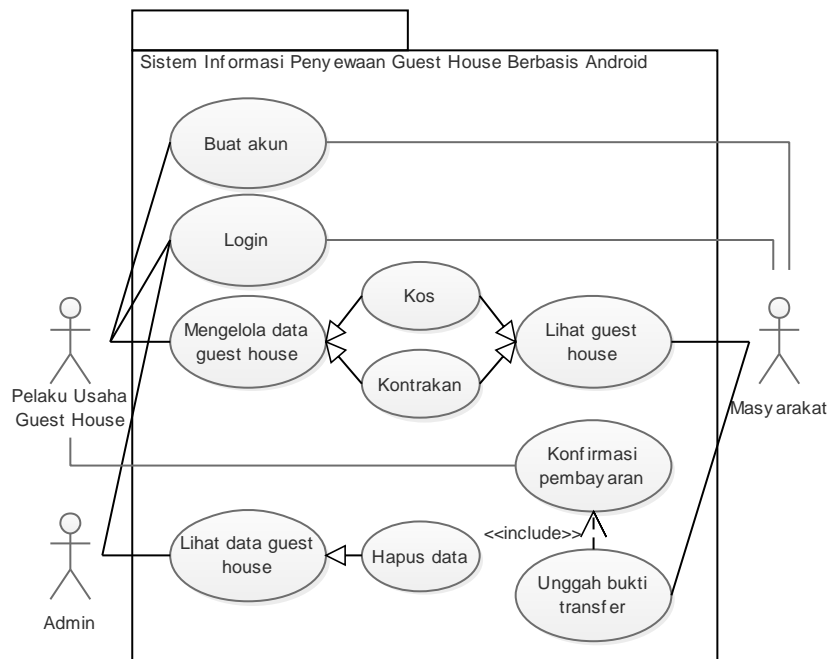 Sistem Informasi Penyewaan Guest House Berbasis Android
Buat akun
Login
Kos
Mengelola data
guest house
Lihat guest
house
Kontrakan
Pelaku Usaha
Guest House
Masyarakat
Konfirmasi
pembayaran
<<include>>
Lihat data guest
house
Hapus data
Unggah bukti
transfer
Admin